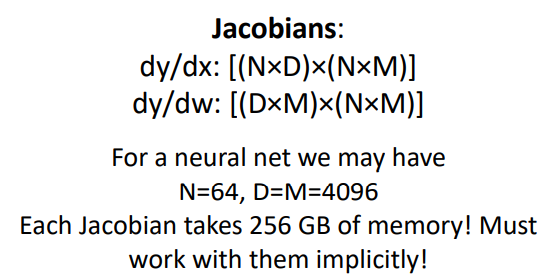 Jacobians:
dy/dx: [(N×D)×(N×M)]
dy/dw: [(D×M)×(N×M)]
For a neural net we may have
N=64, D=M=4096
Each Jacobian takes 256 GB of memory! Must
work with them implicitly!